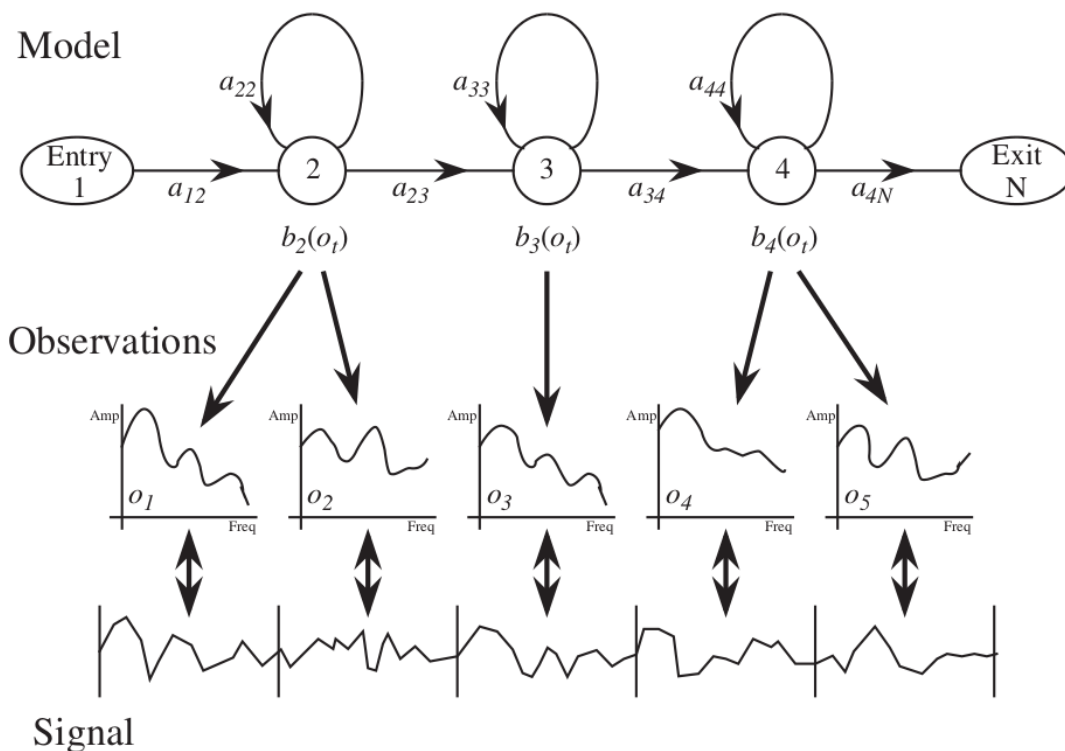 Model
a22 a33 a44
Entry 1 2 3 4 Exit N
a12 a23 a34 a4N
b2(ot) b3(ot) b4(ot)
Observations
Amp Amp Amp Amp Amp
o1 o2 o3 o4 o5
Freq Freq Freq Freq Freq
Signal